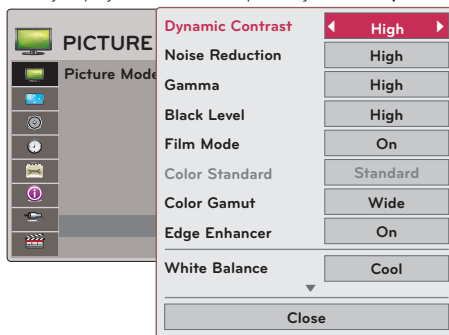 PICTURE
Picture Mode
Dynamic Contrast High
Noise Reduction High
Gamma High
Black Level High
Film Mode On
Color Standard Standard
Color Gamut Wide
Edge Enhancer On
White Balance Cool
Close